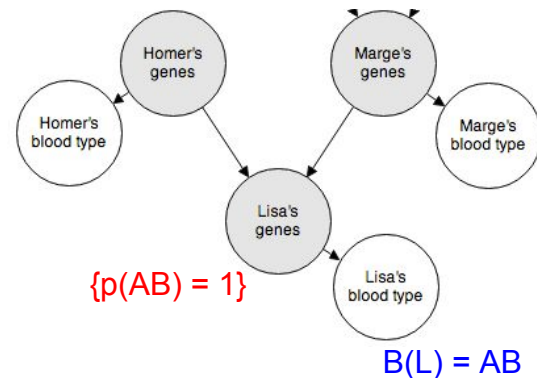 Homer's
genes
Marge's
genes
Homer's
blood type
Marge's
blood type
Lisa's
genes
{p(AB) = 1}
Lisa's
blood type
B(L) = AB